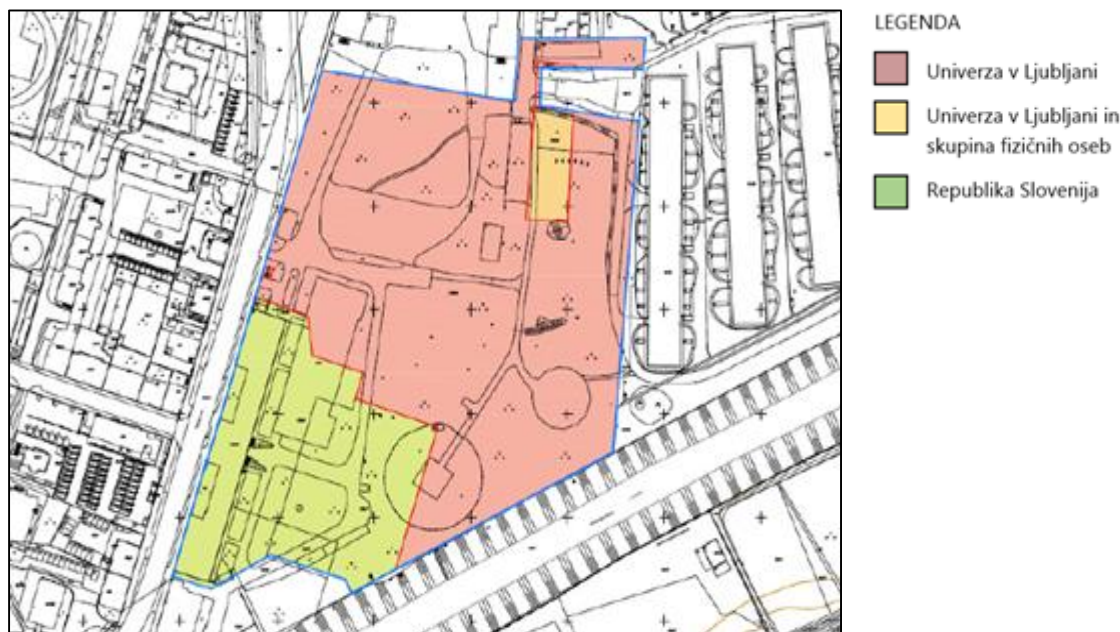 LEGENDA
Univerza v Ljubljani
Univerza v Ljubljani in
skupina fizičnih oseb
Republika Slovenija